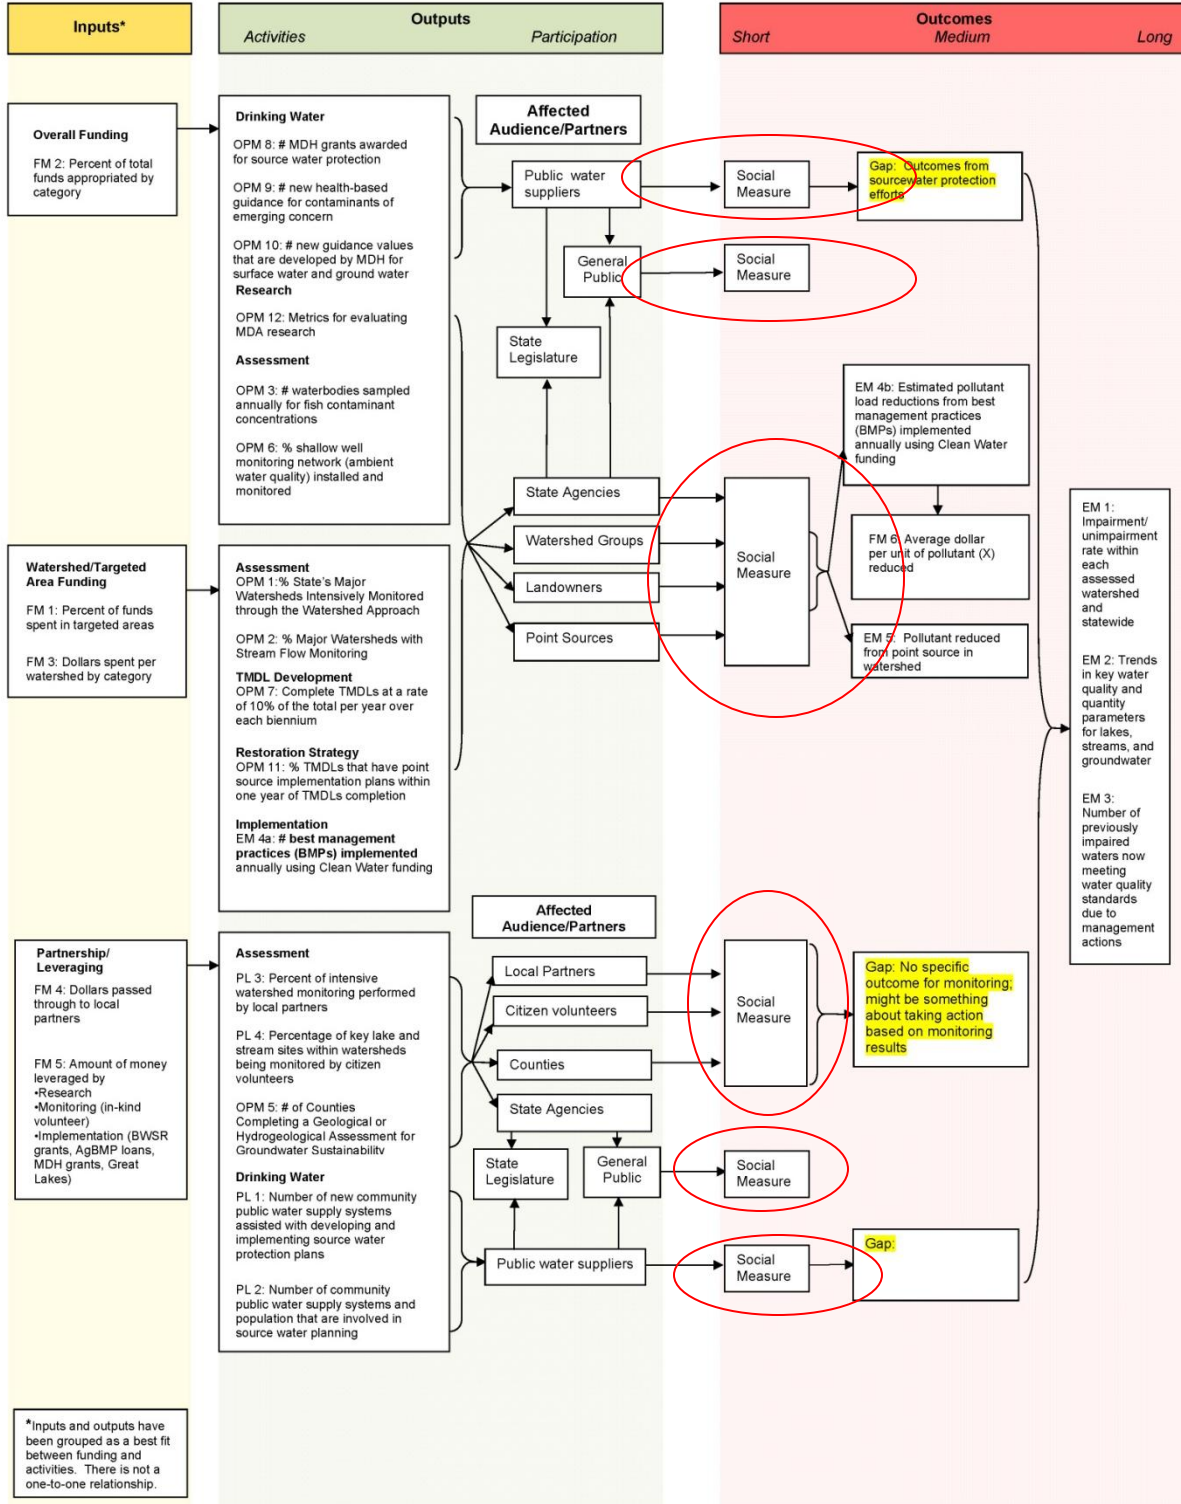 Inputs*
Outputs
Activities
Participation
Outcomes
Short
Medium
Long
Overall Funding
FM 2: Percent of total
funds appropriated by
category
Drinking Water
OPM 8: # MDH grants awarded
for source water protection
OPM 9: # new health-based
guidance for contaminants of
emerging concern
OPM 10: # new guidance values
that are developed by MDH for
surface water and ground water
Research
OPM 12: Metrics for evaluating
MDA research
Assessment
OPM 3: # waterbodies sampled
annually for fish contaminant
concentrations
OPM 6: % shallow well
monitoring network (ambient
water quality) installed and
monitored
Affected
Audience/Partners
Public water
suppliers
General
Public
State
Legislature
State Agencies
Watershed Groups
Landowners
Point Sources
Social
Measure
Social
Measure
Social
Measure
Gap: Outcomes from
sourcewater protection
efforts
EM 4b: Estimated pollutant
load reductions from best
management practices
(BMPs) implemented
annually using Clean Water
funding
FM 6: Average dollar
per unit of pollutant (X)
reduced
EM 5: Pollutant reduced
from point source in
watershed
EM 1:
Impairment/
unimpairment
rate within
each
assessed
watershed
and
statewide
EM 2: Trends
in key water
quality and
quantity
parameters
for lakes,
streams, and
groundwater
EM 3:
Number of
previously
impaired
waters now
meeting
water quality
standards
due to
management
actions
Watershed/Targeted
Area Funding
FM 1: Percent of funds
spent in targeted areas
FM 3: Dollars spent per
watershed by category
Assessment
OPM 1:% State's Major
Watersheds Intensively Monitored
through the Watershed Approach
OPM 2: % Major Watersheds with
Stream Flow Monitoring
TMDL Development
OPM 7: Complete TMDLs at a rate
of 10% of the total per year over
each biennium
Restoration Strategy
OPM 11: % TMDLs that have point
source implementation plans within
one year of TMDLs completion
Implementation
EM 4a: # best management
practices (BMPs) implemented
annually using Clean Water funding
Partnership/
Leveraging
FM 4: Dollars passed
through to local
partners
FM 5: Amount of money
leveraged by
•Research
•Monitoring (in-kind
volunteer)
•Implementation (BWSR
grants, AgBMP loans,
MDH grants, Great
Lakes)
Assessment
PL 3: Percent of intensive
watershed monitoring performed
by local partners
PL 4: Percentage of key lake and
stream sites within watersheds
being monitored by citizen
volunteers
OPM 5: # of Counties
Completing a Geological or
Hydrogeological Assessment for
Groundwater Sustainability
Drinking Water
PL 1: Number of new community
public water supply systems
assisted with developing and
implementing source water
protection plans
PL 2: Number of community
public water supply systems and
population that are involved in
source water planning
Affected
Audience/Partners
Local Partners
Citizen volunteers
Counties
State Agencies
State
Legislature
General
Public
Public water suppliers
Social
Measure
Social
Measure
Social
Measure
Gap: No specific
outcome for monitoring;
might be something
about taking action
based on monitoring
results
Gap:
*Inputs and outputs have
been grouped as a best fit
between funding and
activities. There is not a
one-to-one relationship.